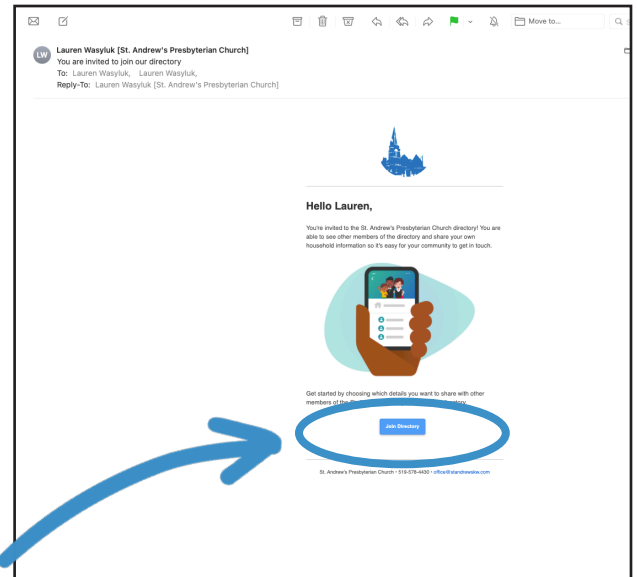 Move to...
LW
Lauren Wasyluk [St. Andrew's Presbyterian Church]
You are invited to join our directory
To: Lauren Wasyluk, Lauren Wasyluk,
Reply-To: Lauren Wasyluk [St. Andrew's Presbyterian Church]
Hello Lauren,
You're invited to the St. Andrew's Presbyterian Church directory! You are
able to see other members of the directory and share your own
household information so it's easy for your community to get in touch.
Get started by choosing which details you want to share with other
members of the
Join Directory
St. Andrew's Presbyterian Church • 519-578-4430 • office@standrewskw.com